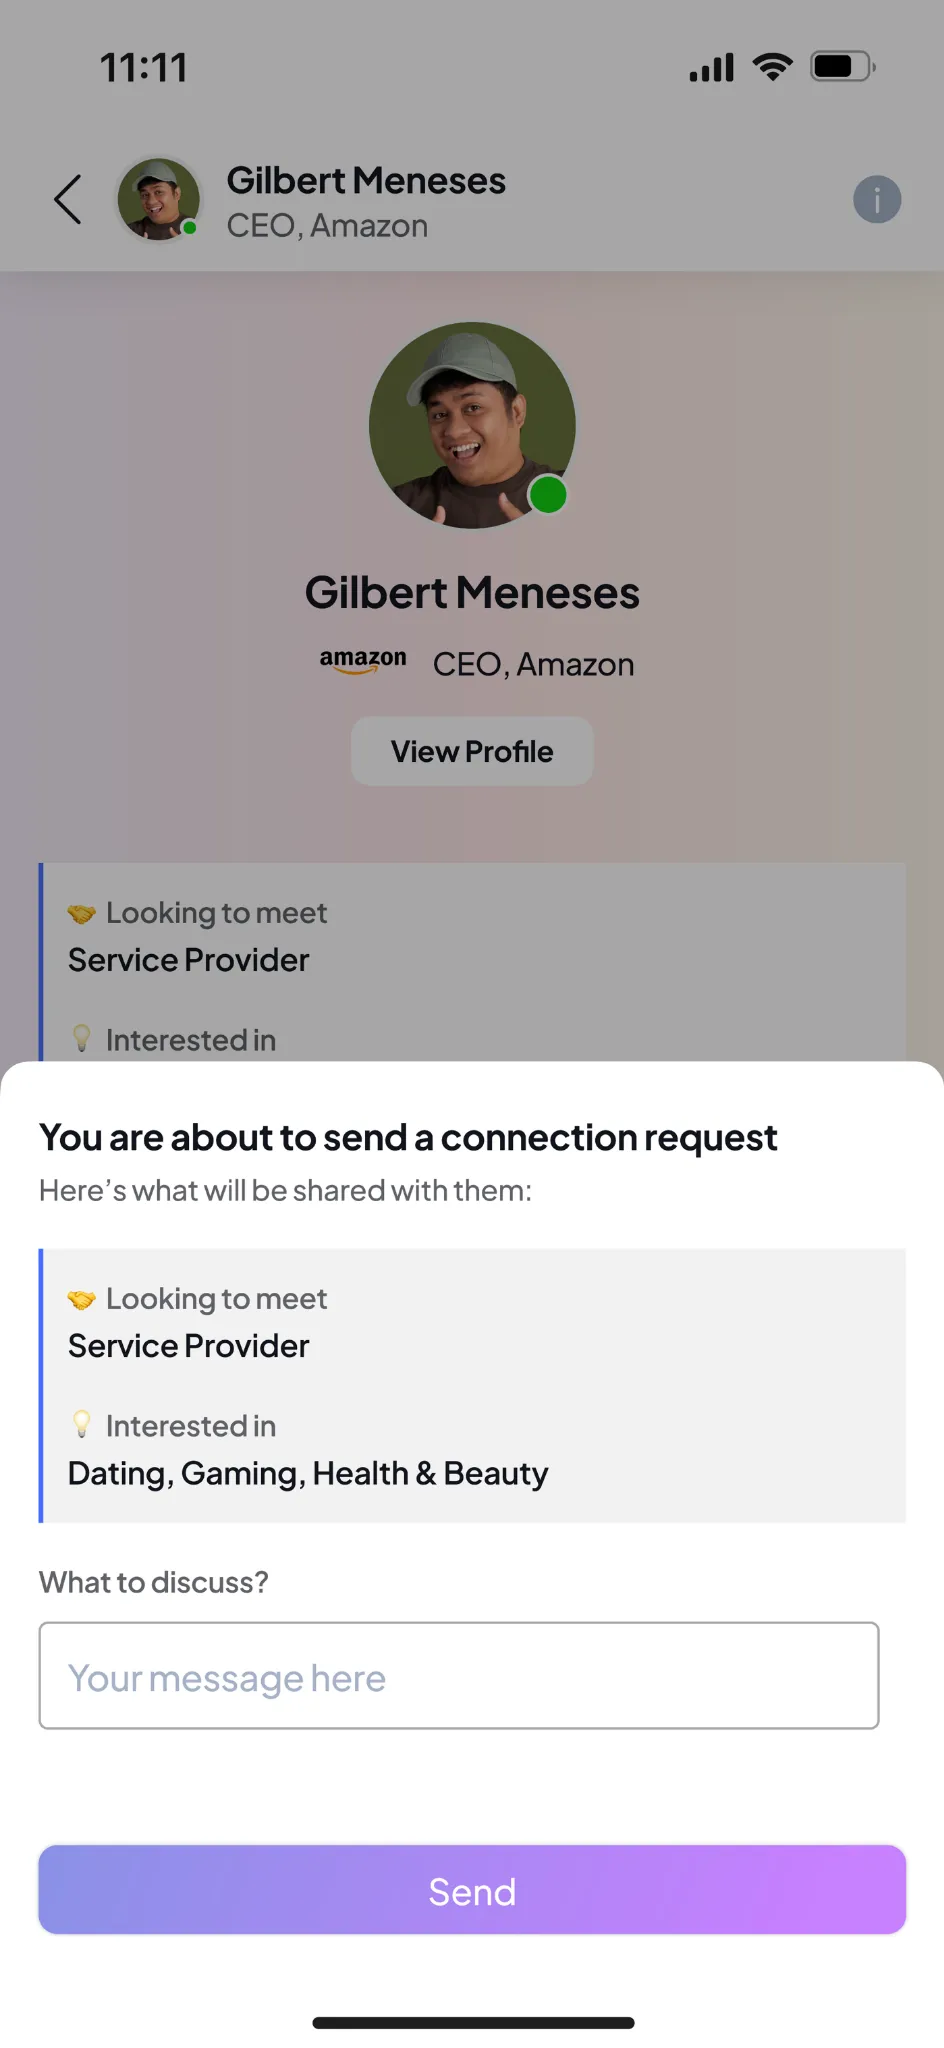 11:11
Gilbert Meneses
CEO, Amazon
i
Gilbert Meneses
amazon CEO, Amazon
View Profile
🤝 Looking to meet
Service Provider
💡 Interested in
You are about to send a connection request
Here’s what will be shared with them:
🤝 Looking to meet
Service Provider
💡 Interested in
Dating, Gaming, Health & Beauty
What to discuss?
Your message here
Send